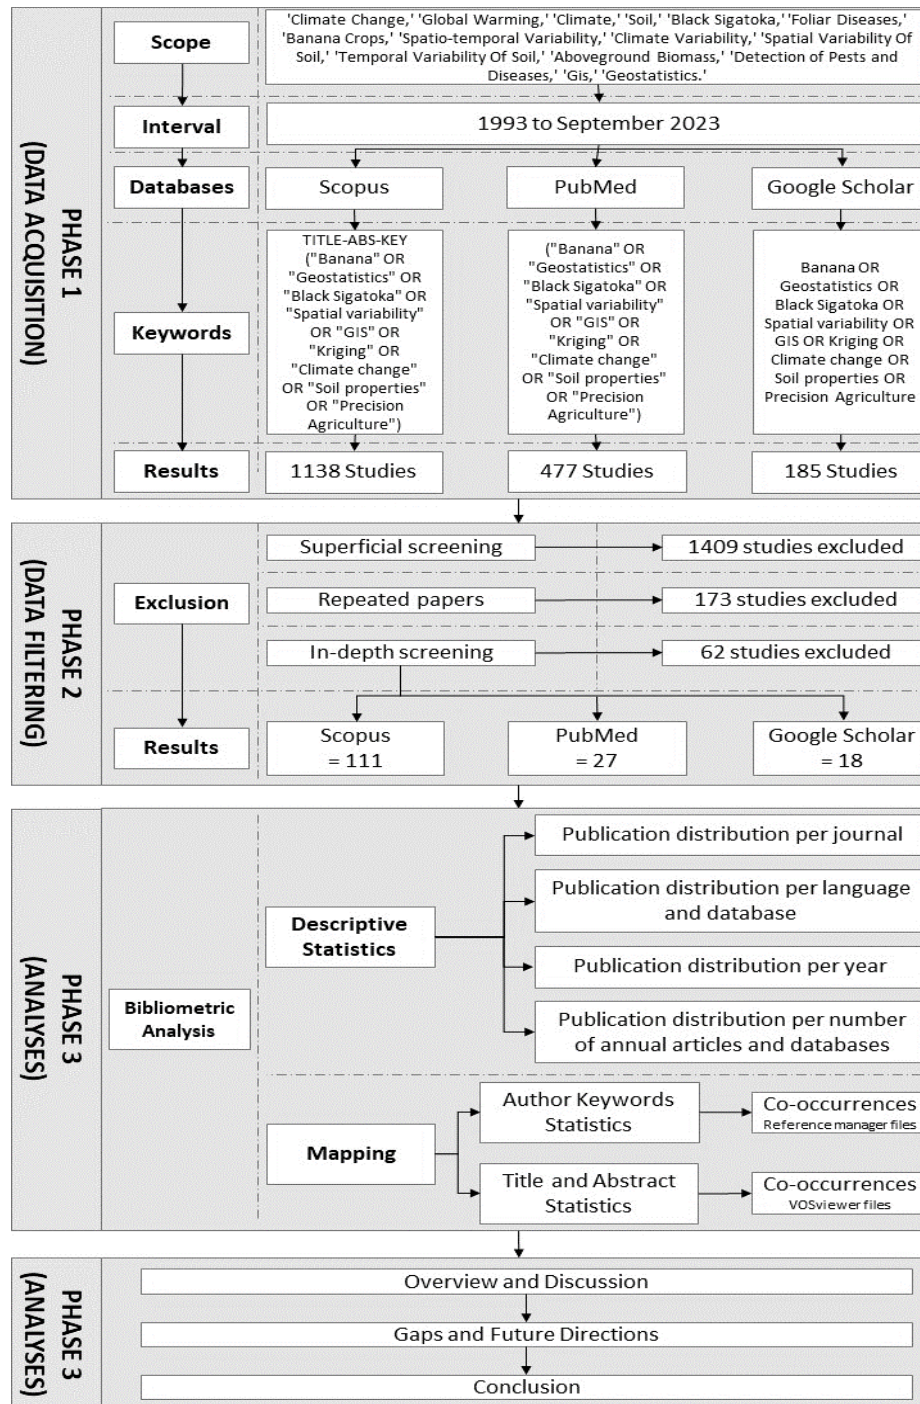 PHASE 1
(DATA ACQUISITION)
Scope
'Climate Change,' 'Global Warming,' 'Climate,' 'Soil,' 'Black Sigatoka,' 'Foliar Diseases,'
'Banana Crops,' 'Spatio-temporal Variability,' 'Climate Variability,' 'Spatial Variability Of
Soil,' 'Temporal Variability Of Soil,' 'Aboveground Biomass,' 'Detection of Pests and
Diseases,' 'Gis,' 'Geostatistics.'
Interval
1993 to September 2023
Databases
Scopus
PubMed
Google Scholar
Keywords
TITLE-ABS-KEY
("Banana" OR
"Geostatistics" OR
"Black Sigatoka" OR
"Spatial variability"
OR "GIS" OR
"Kriging" OR
"Climate change"
OR "Soil properties"
OR "Precision
Agriculture")
("Banana" OR
"Geostatistics" OR
"Black Sigatoka" OR
"Spatial variability"
OR "GIS" OR
"Kriging" OR
"Climate change"
OR "Soil properties"
OR "Precision
Agriculture")
Banana OR
Geostatistics OR
Black Sigatoka OR
Spatial variability OR
GIS OR Kriging OR
Climate change OR
Soil properties OR
Precision Agriculture
Results
1138 Studies
477 Studies
185 Studies
PHASE 2
(DATA FILTERING)
Exclusion
Superficial screening
1409 studies excluded
Repeated papers
173 studies excluded
In-depth screening
62 studies excluded
Results
Scopus
= 111
PubMed
= 27
Google Scholar
= 18
PHASE 3
(ANALYSES)
Bibliometric
Analysis
Descriptive
Statistics
Publication distribution per journal
Publication distribution per language
and database
Publication distribution per year
Publication distribution per number
of annual articles and databases
Mapping
Author Keywords
Statistics
Co-occurrences
Reference manager files
Title and Abstract
Statistics
Co-occurrences
VOSviewer files
PHASE 3
(ANALYSES)
Overview and Discussion
Gaps and Future Directions
Conclusion